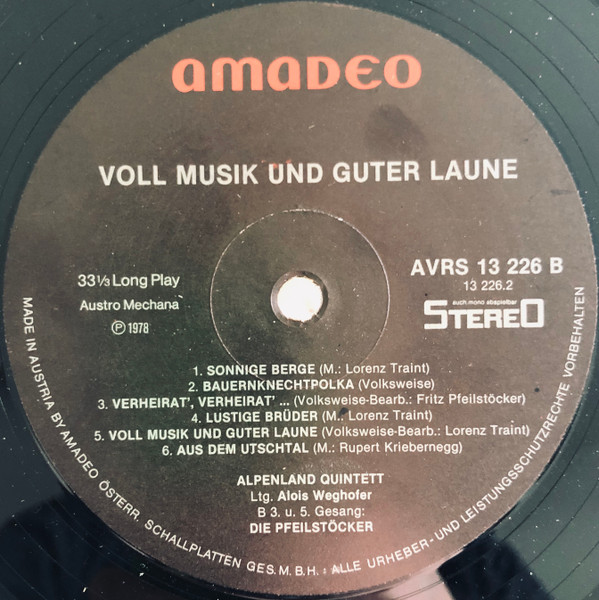 amadeo
VOLL MUSIK UND GUTER LAUNE
33 1/3 Long Play
Austro Mechana
Ⓟ 1978
AVRS 13 226 B
13 226.2
auch mono abspielbar
STEREO
1. SONNIGE BERGE (M.: Lorenz Traint)
2. BAUERNKNECHTPOLKA (Volksweise)
3. VERHEIRAT', VERHEIRAT' ... (Volksweise-Bearb.: Fritz Pfeilstöcker)
4. LUSTIGE BRÜDER (M.: Lorenz Traint)
5. VOLL MUSIK UND GUTER LAUNE (Volksweise-Bearb.: Lorenz Traint)
6. AUS DEM UTSCHTAL (M.: Rupert Kriebernegg)
ALPENLAND QUINTETT
Ltg. Alois Weghofer
B 3. u. 5. Gesang:
DIE PFEILSTÖCKER
MADE IN AUSTRIA BY AMADEO ÖSTERR. SCHALLPLATTEN GES. M. B. H. : ALLE URHEBER- UND LEISTUNGSSCHUTZRECHTE VORBEHALTEN